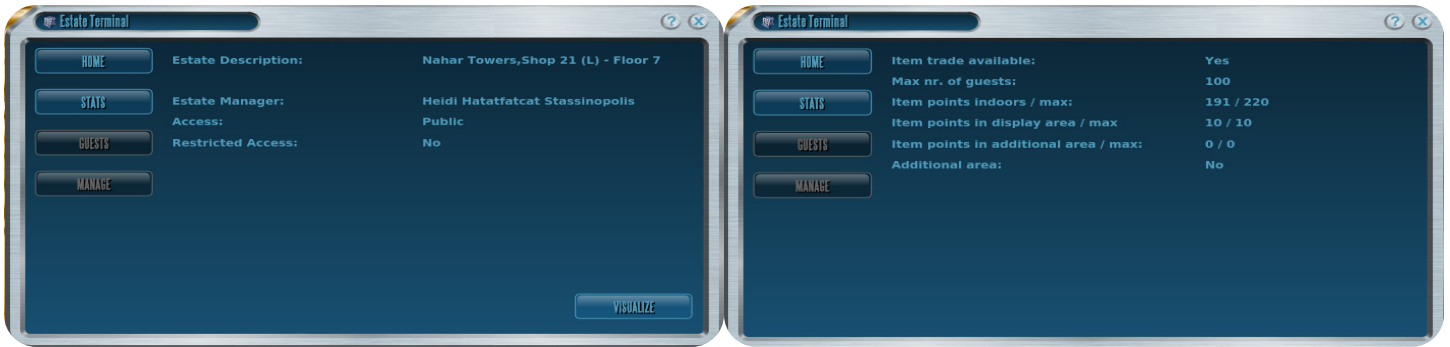 Estate Terminal
?
X
HOME
STATS
GUESTS
MANAGE
Estate Description: Nahar Towers,Shop 21 (L) - Floor 7
Estate Manager: Heidi Hatatfatcat Stassinopolis
Access: Public
Restricted Access: No
VISUALIZE
Estate Terminal
?
X
HOME
STATS
GUESTS
MANAGE
Item trade available: Yes
Max nr. of guests: 100
Item points indoors / max: 191 / 220
Item points in display area / max 10 / 10
Item points in additional area / max: 0 / 0
Additional area: No